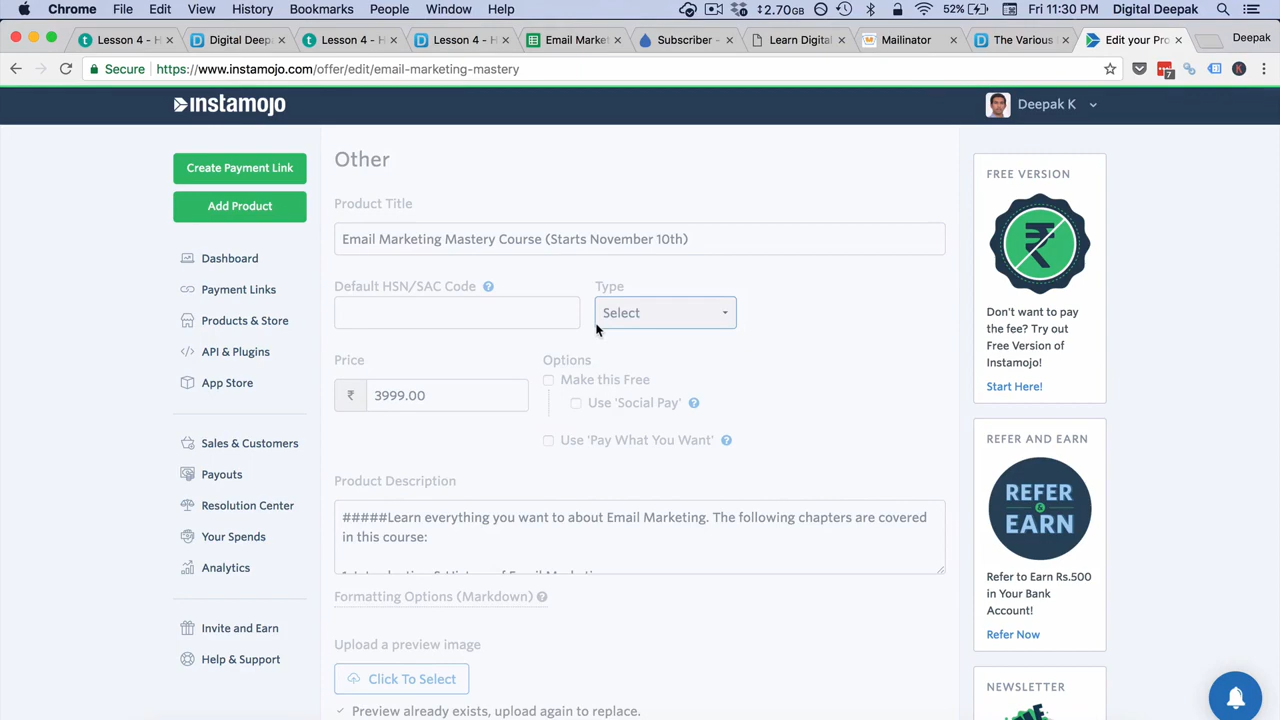 Chrome File Edit View History Bookmarks People Window Help 2.70GB 52% Fri 11:30 PM Digital Deepak
Lesson 4 - H Digital Deep Lesson 4 - H Lesson 4 - H Email Marke Subscriber - Learn Digital Mailinator The Various Edit your Pro Deepak
Secure https://www.instamojo.com/offer/edit/email-marketing-mastery 7 K
instamojo Deepak K
Create Payment Link
Add Product
Dashboard
Payment Links
Products & Store
API & Plugins
App Store
Sales & Customers
Payouts
Resolution Center
Your Spends
Analytics
Invite and Earn
Help & Support
Other
Product Title
Email Marketing Mastery Course (Starts November 10th)
Default HSN/SAC Code ? Type
Select
Price Options
₹ 3999.00
Make this Free
Use 'Social Pay' ?
Use 'Pay What You Want' ?
Product Description
#####Learn everything you want to about Email Marketing. The following chapters are covered
in this course:
Formatting Options (Markdown) ?
Upload a preview image
Click To Select
✓ Preview already exists, upload again to replace.
FREE VERSION
₹
Don't want to pay
the fee? Try out
Free Version of
Instamojo!
Start Here!
REFER AND EARN
REFER
&
EARN
Refer to Earn Rs.500
in Your Bank
Account!
Refer Now
NEWSLETTER